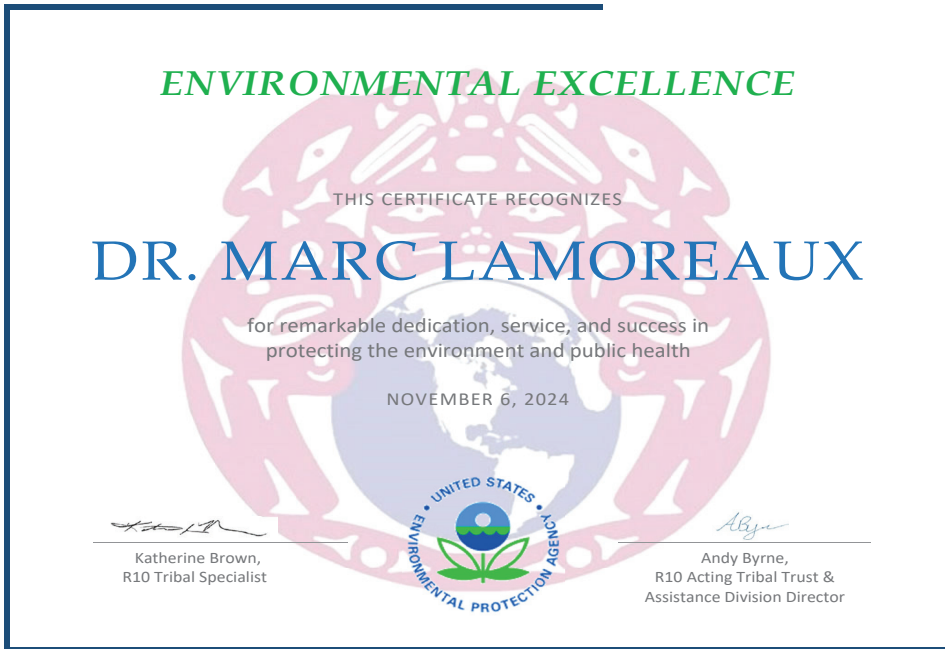 ENVIRONMENTAL EXCELLENCE
THIS CERTIFICATE RECOGNIZES
DR. MARC LAMOREAUX
for remarkable dedication, service, and success in
protecting the environment and public health
NOVEMBER 6, 2024
UNITED STATES
ENVIRONMENTAL PROTECTION AGENCY
Katherine Brown,
R10 Tribal Specialist
Andy Byrne,
R10 Acting Tribal Trust &
Assistance Division Director